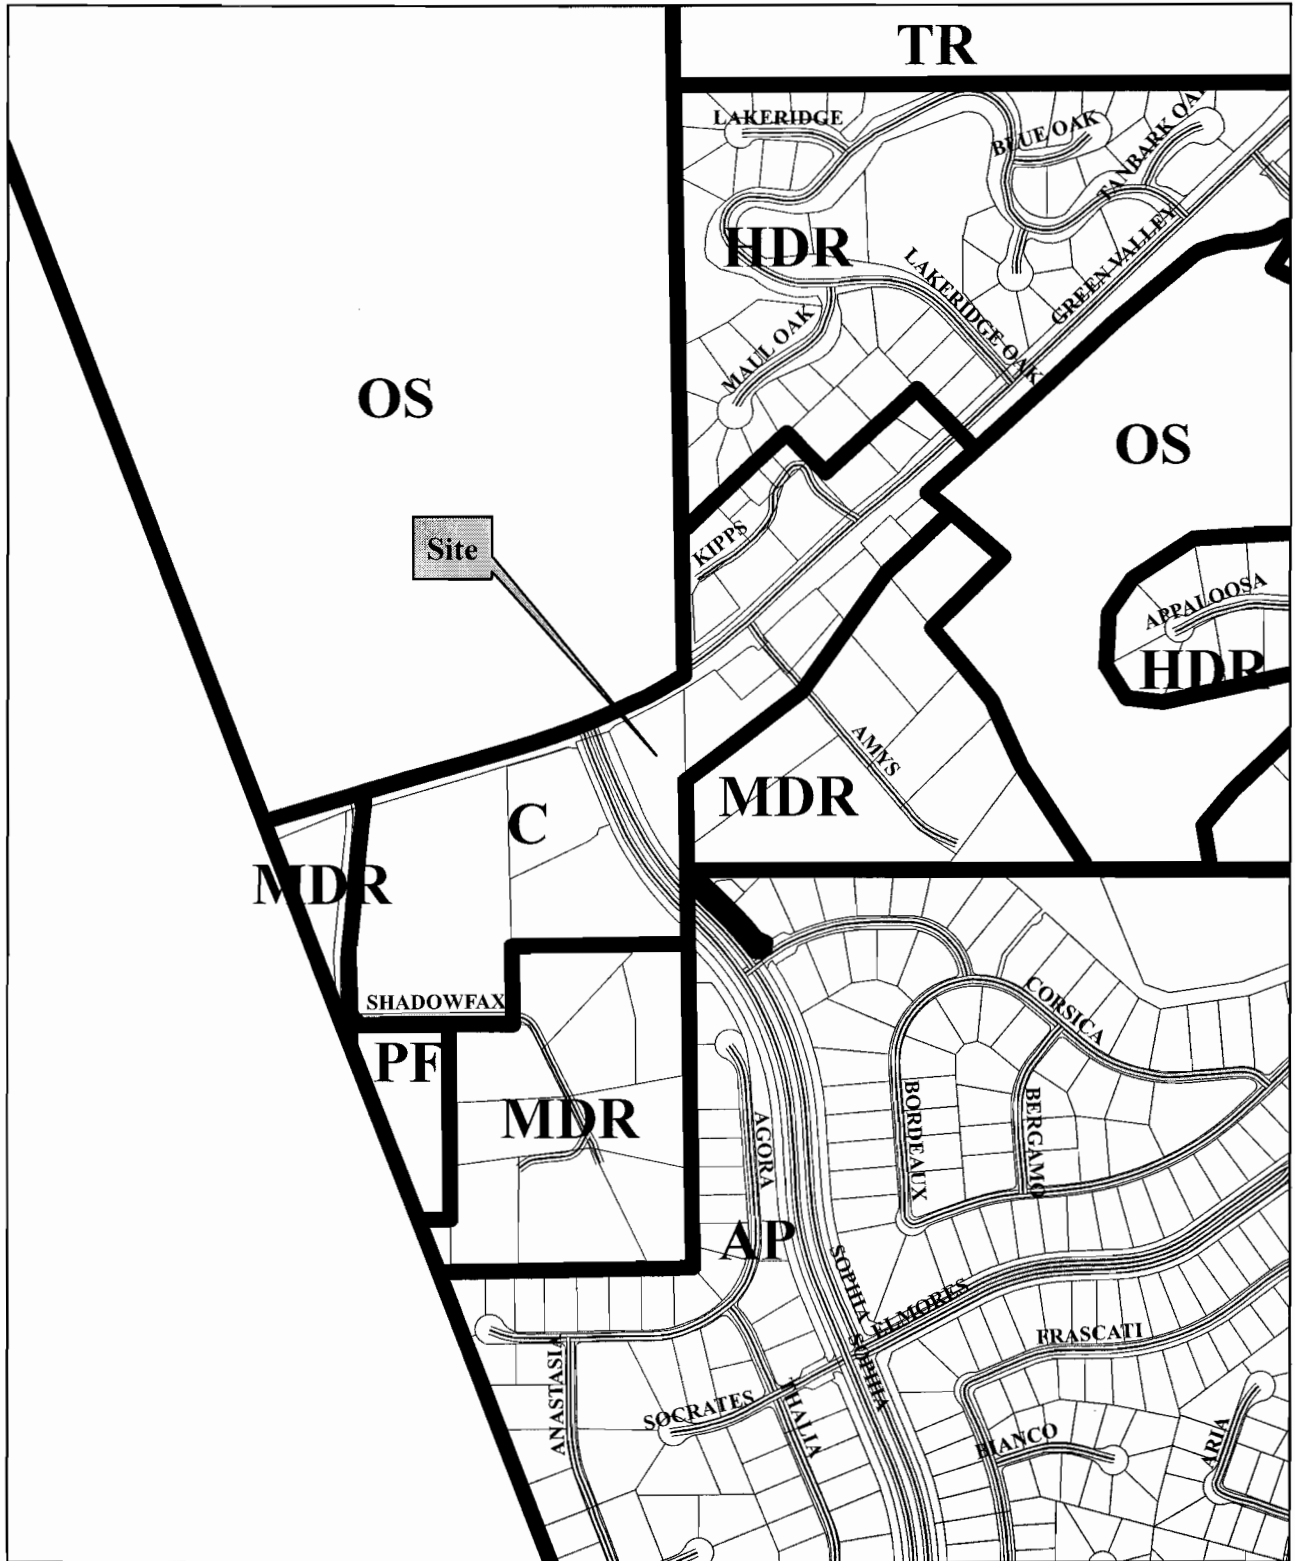 TR
LAKERIDGE
BLUE OAK
TANBARK OAK
HDR
LAKERIDGE OAK
GREEN VALLEY
MAUL OAK
OS
OS
Site
KIPPS
APPALOOSA
HDR
AMYS
MDR
C
MDR
SHADOWFAX
CORSICA
PF
MDR
AGORA
BORDEAUX
BERGAMO
AP
SOPHIA
ELMORES
FRASCATI
SOPHIA
ANASTASIA
SOCRATES
THALIA
BIANCO
ARIA